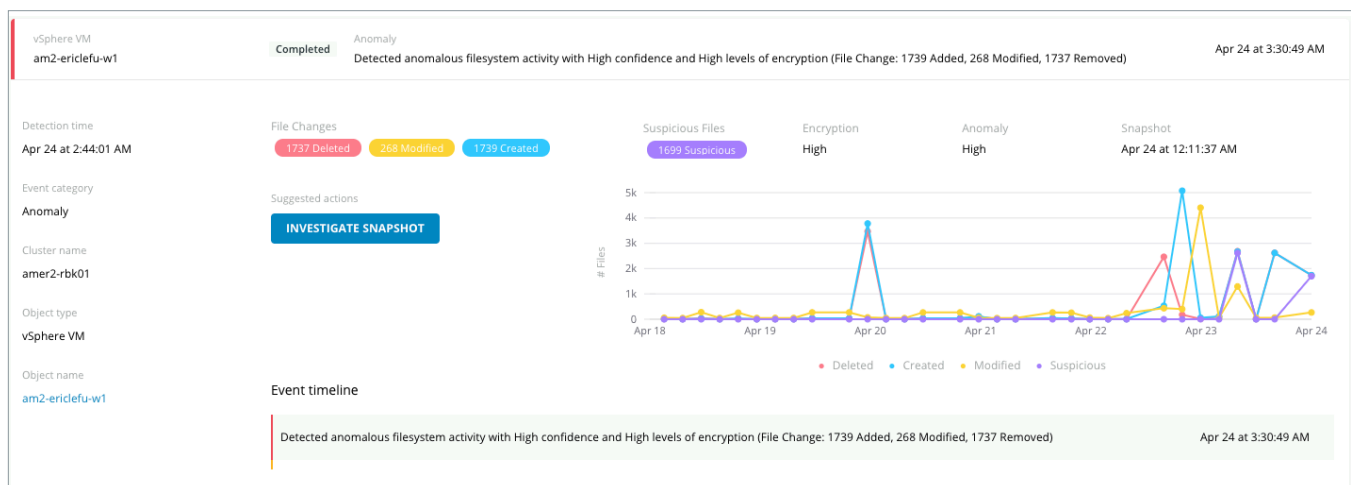 vSphere VM
am2-ericlefu-w1
Completed
Anomaly
Detected anomalous filesystem activity with High confidence and High levels of encryption (File Change: 1739 Added, 268 Modified, 1737 Removed)
Apr 24 at 3:30:49 AM
Detection time
Apr 24 at 2:44:01 AM
Event category
Anomaly
Cluster name
amer2-rbk01
Object type
vSphere VM
Object name
am2-ericlefu-w1
File Changes
1737 Deleted
268 Modified
1739 Created
Suggested actions
INVESTIGATE SNAPSHOT
Suspicious Files
1699 Suspicious
Encryption
High
Anomaly
High
Snapshot
Apr 24 at 12:11:37 AM
# Files
5k
4k
3k
2k
1k
0
Apr 18
Apr 19
Apr 20
Apr 21
Apr 22
Apr 23
Apr 24
Deleted
Created
Modified
Suspicious
Event timeline
Detected anomalous filesystem activity with High confidence and High levels of encryption (File Change: 1739 Added, 268 Modified, 1737 Removed)
Apr 24 at 3:30:49 AM